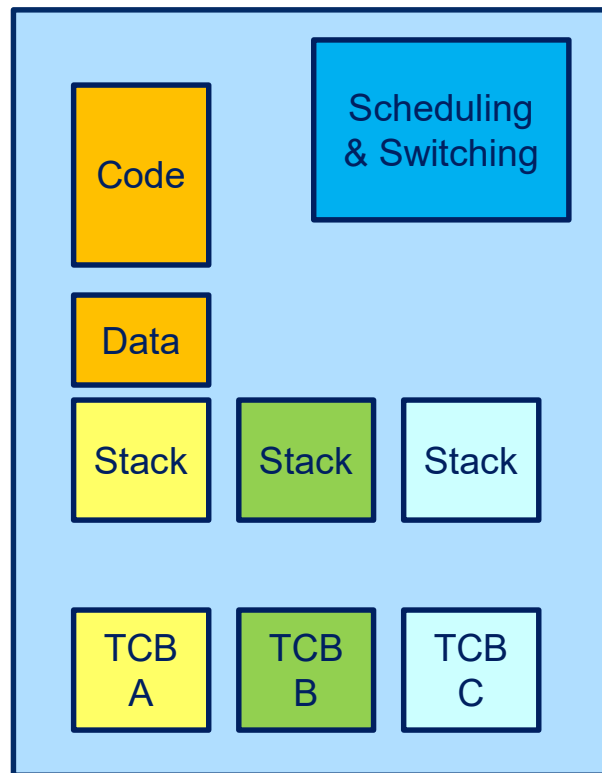 Scheduling
& Switching
Code
Data
Stack
Stack
Stack
TCB
A
TCB
B
TCB
C